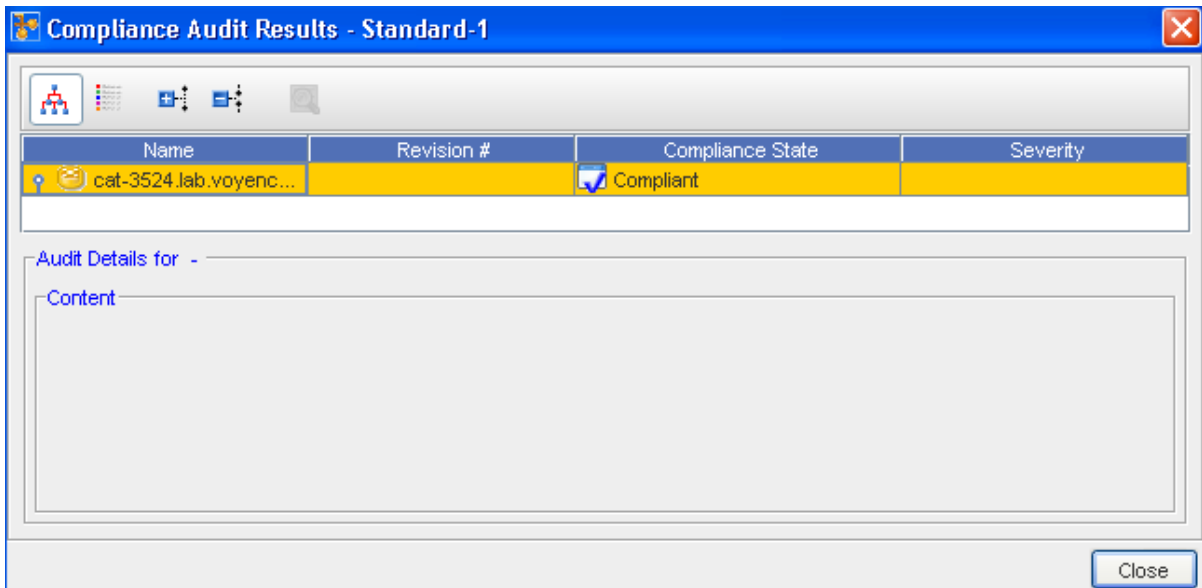 Compliance Audit Results - Standard-1
Name Revision # Compliance State Severity
cat-3524.lab.voyenc... Compliant
Audit Details for -
Content
Close